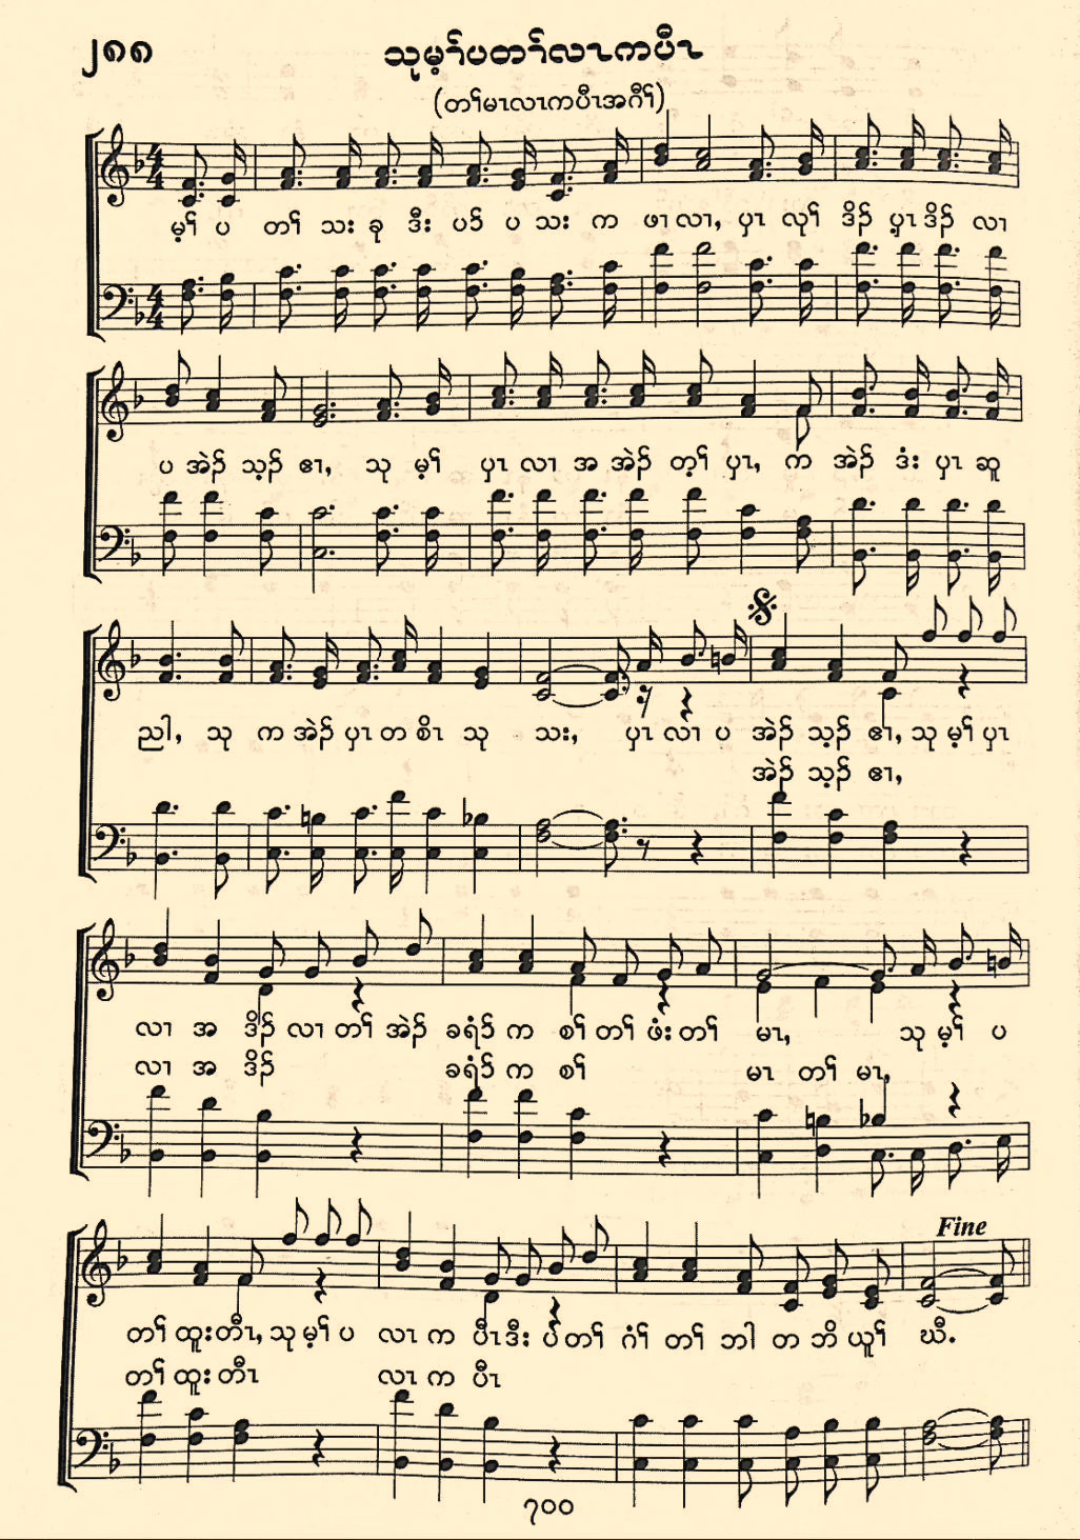 ၂၈၈
သုမ့ၢ်ပတၢ်လၤကပီၤ
(တၢ်မၤလၤကပီၤအဂီၢ်)
မ့ၢ် ပ တၢ် သး ခု ဒီး ပာ် ပ သး က ဖၢလၢ, ပှၤ လုၢ် ဒိၣ် ပှၤ ဒိၣ် လၢ
ပ အဲၣ် သ့ၣ် ဧၢ, သု မ့ၢ် ပှၤ လၢ အ အဲၣ် တ့ၢ် ပှၤ, က အဲၣ် ဒံး ပှၤ ဆူ
ညါ, သု က အဲၣ် ပှၤ တ စိၤ သု သး, ပှၤ လၢ ပ အဲၣ် သ့ၣ် ဧၢ, သု မ့ၢ် ပှၤ
အဲၣ် သ့ၣ် ဧၢ,
လၢ အ ဒိၣ် လၢ တၢ် အဲၣ် ခရံာ် က စၢ် တၢ် ဖံး တၢ် မၤ, သု မ့ၢ် ပ
လၢ အ ဒိၣ် ခရံာ် က စၢ် မၤ တၢ် မၤ,
Fine
တၢ် ထူးတီၤ, သု မ့ၢ် ပ လၤ က ပီၤ ဒီး ပ တၢ် ဂံၢ် တၢ် ဘါ တ ဘိ ယူၢ် ဃီ.
တၢ် ထူး တီၤ လၤ က ပီၤ
၇၀၀